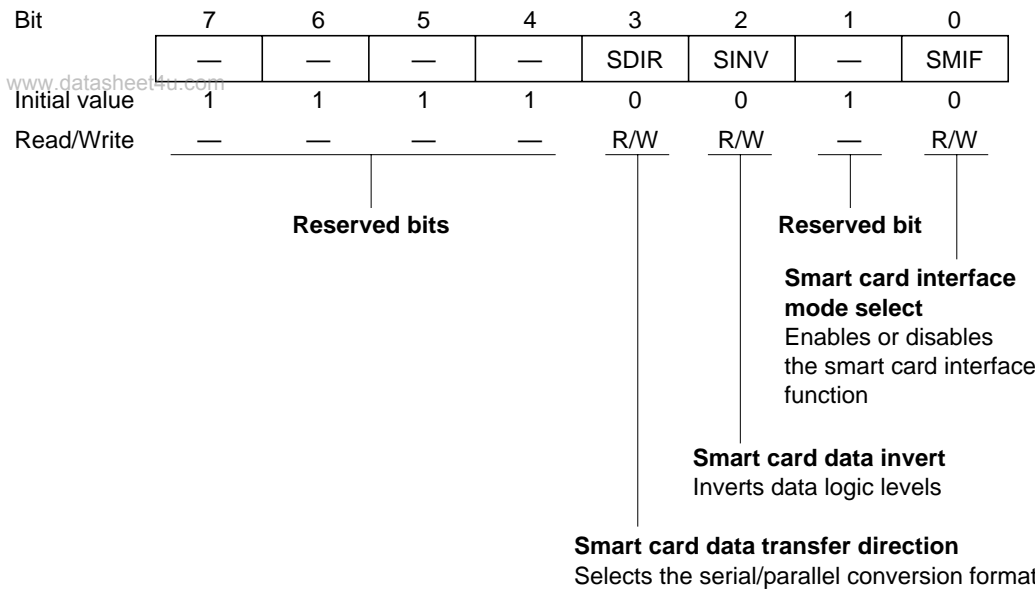 Bit 7 6 5 4 3 2 1 0
— — — — SDIR SINV — SMIF
www.datasheet4u.com
Initial value 1 1 1 1 0 0 1 0
Read/Write — — — — R/W R/W — R/W
Reserved bits Reserved bit
Smart card interface
mode select
Enables or disables
the smart card interface
function
Smart card data invert
Inverts data logic levels
Smart card data transfer direction
Selects the serial/parallel conversion format